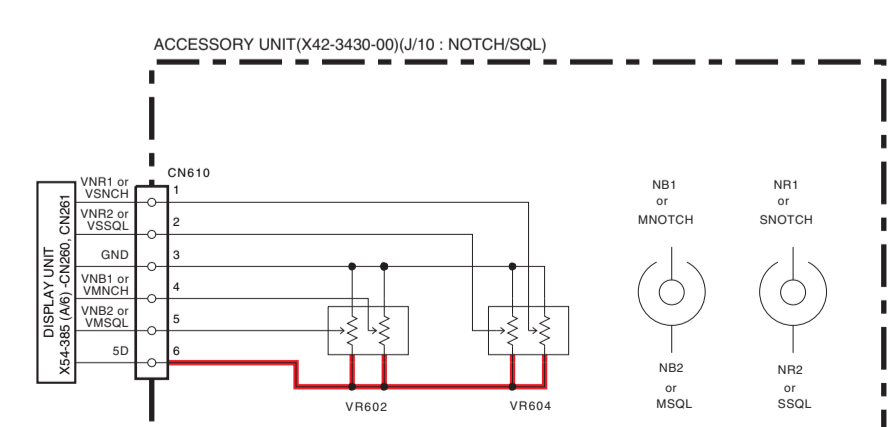 ACCESSORY UNIT(X42-3430-00)(J/10 : NOTCH/SQL)
DISPLAY UNIT
X54-385 (A/6) -CN260, CN261
CN610
VNR1 or
VSNCH
1
VNR2 or
VSSQL
2
GND
3
VNB1 or
VMNCH
4
VNB2 or
VMSQL
5
5D
6
VR602
VR604
NB1
or
MNOTCH
NB2
or
MSQL
NR1
or
SNOTCH
NR2
or
SSQL